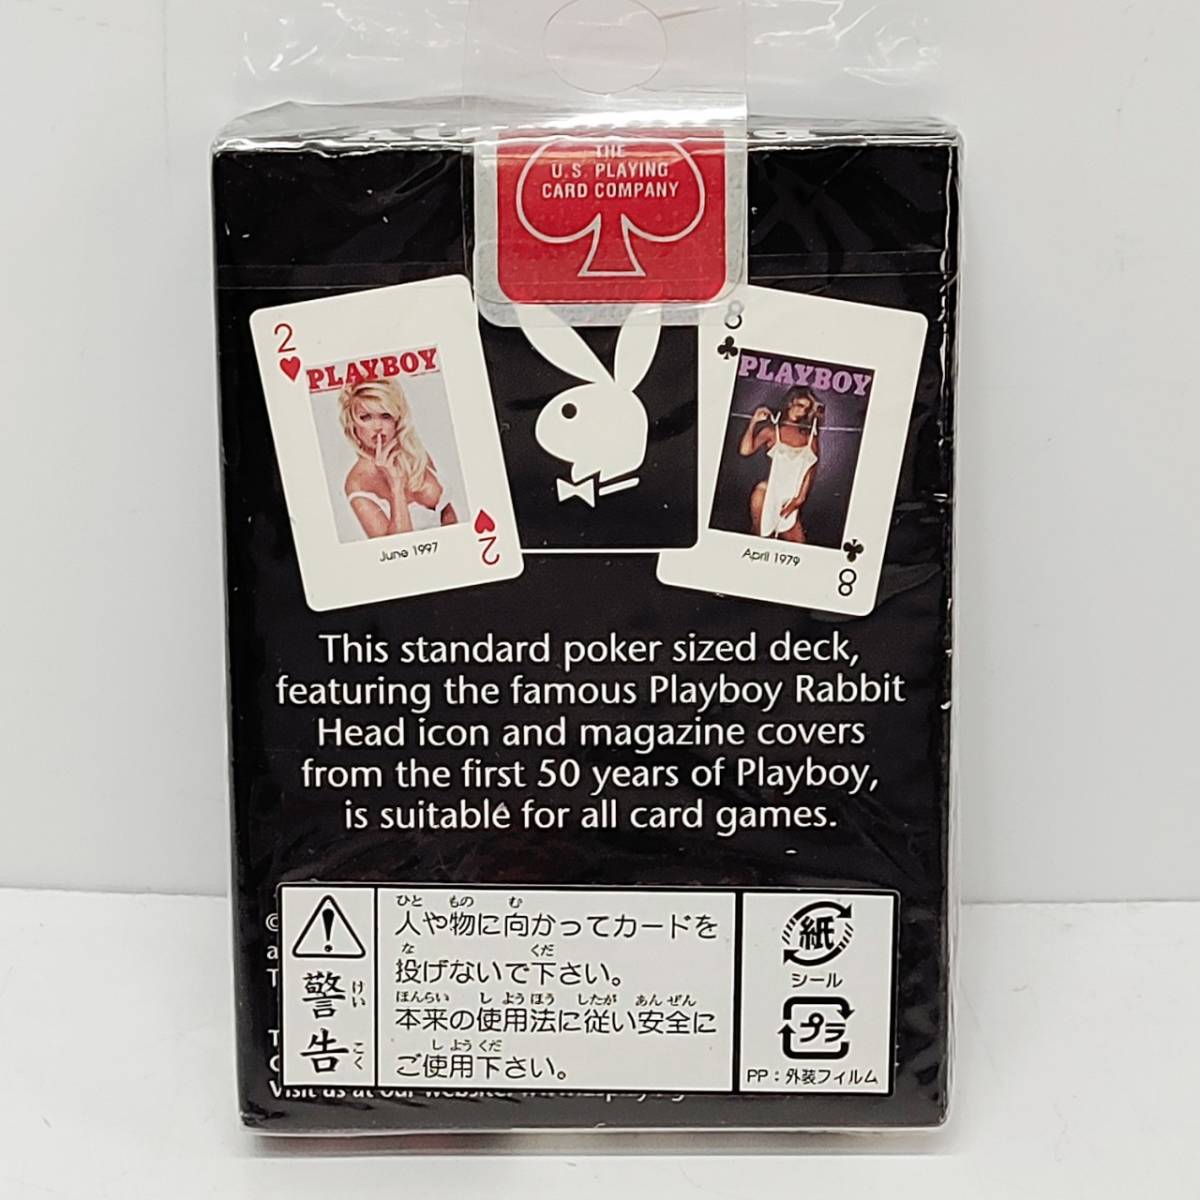 THE
U.S. PLAYING
CARD COMPANY
2
PLAYBOY
June 1997
2
8
PLAYBOY
April 1979
8
This standard poker sized deck,
featuring the famous Playboy Rabbit
Head icon and magazine covers
from the first 50 years of Playboy,
is suitable for all card games.
警告
けい
こく
ひと もの む
人や物に向かってカードを
な くだ
投げないで下さい。
ほんらい し よう ほう したが あん ぜん
本来の使用法に従い安全に
し よう くだ
ご使用下さい。
紙
シール
プラ
PP:外装フィルム
Visit us at our website: